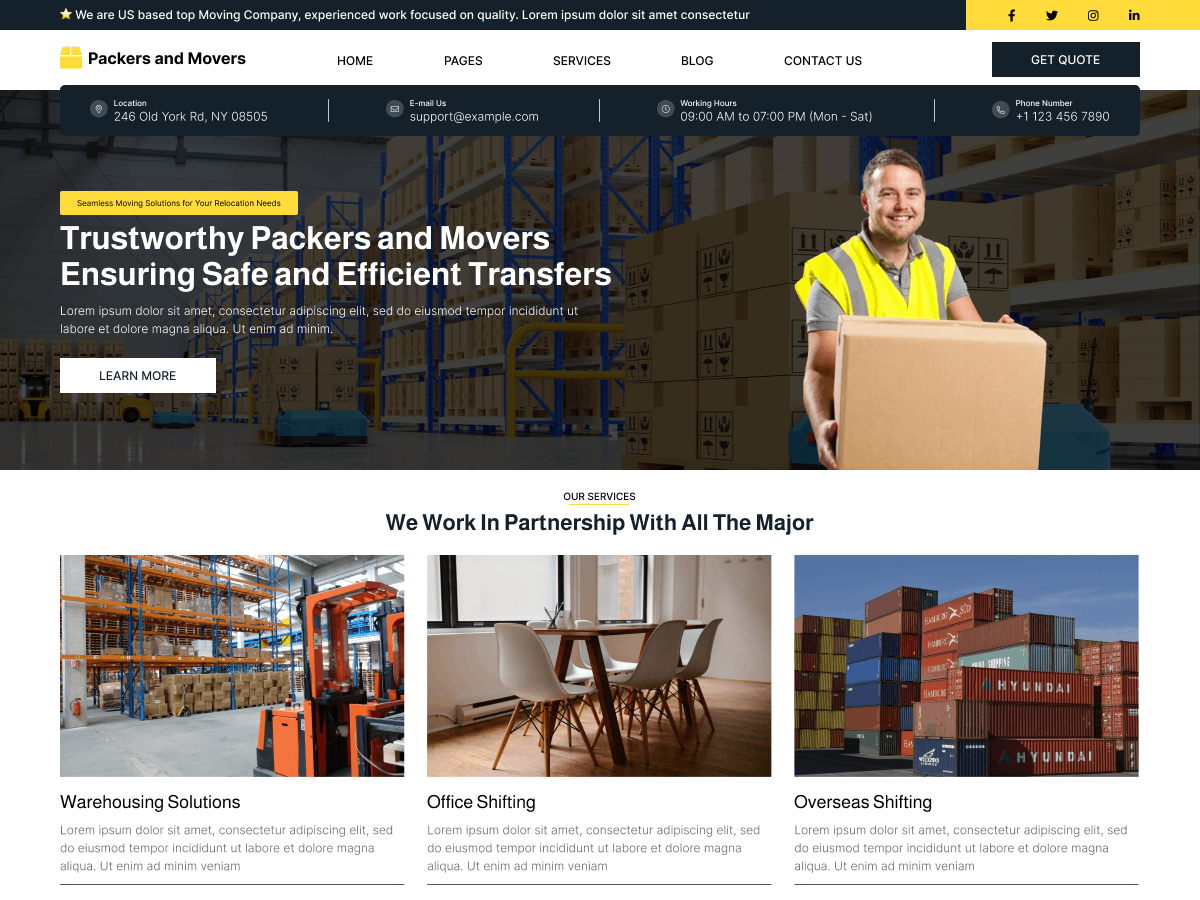 We are US based top Moving Company, experienced work focused on quality. Lorem ipsum dolor sit amet consectetur
Packers and Movers
HOME
PAGES
SERVICES
BLOG
CONTACT US
GET QUOTE
Location
246 Old York Rd, NY 08505
E-mail Us
support@example.com
Working Hours
09:00 AM to 07:00 PM (Mon - Sat)
Phone Number
+1 123 456 7890
Seamless Moving Solutions for Your Relocation Needs
Trustworthy Packers and Movers
Ensuring Safe and Efficient Transfers
Lorem ipsum dolor sit amet, consectetur adipiscing elit, sed do eiusmod tempor incididunt ut
labore et dolore magna aliqua. Ut enim ad minim.
LEARN MORE
OUR SERVICES
We Work In Partnership With All The Major
HAMBURG SÜD
HAMBURG
HAMBURG
SHIPPING
HYUNDAI
HYUNDAI
Warehousing Solutions
Lorem ipsum dolor sit amet, consectetur adipiscing elit, sed
do eiusmod tempor incididunt ut labore et dolore magna
aliqua. Ut enim ad minim veniam
Office Shifting
Lorem ipsum dolor sit amet, consectetur adipiscing elit, sed
do eiusmod tempor incididunt ut labore et dolore magna
aliqua. Ut enim ad minim veniam
Overseas Shifting
Lorem ipsum dolor sit amet, consectetur adipiscing elit, sed
do eiusmod tempor incididunt ut labore et dolore magna
aliqua. Ut enim ad minim veniam